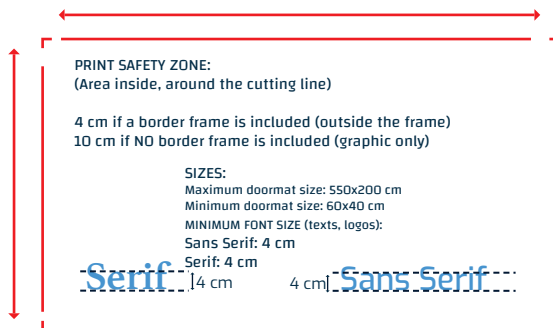 PRINT SAFETY ZONE:
(Area inside, around the cutting line)
4 cm if a border frame is included (outside the frame)
10 cm if NO border frame is included (graphic only)
SIZES:
Maximum doormat size: 550x200 cm
Minimum doormat size: 60x40 cm
MINIMUM FONT SIZE (texts, logos):
Sans Serif: 4 cm
Serif: 4 cm
Serif 4 cm 4 cm Sans Serif